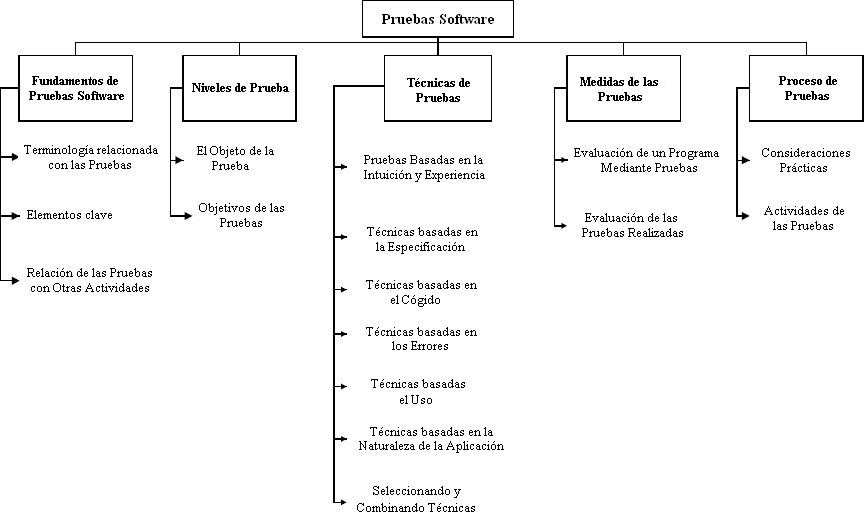 Pruebas Software
Fundamentos de
Pruebas Software
Terminología relacionada
con las Pruebas
Elementos clave
Relación de las Pruebas
con Otras Actividades
Niveles de Prueba
El Objeto de la
Prueba
Objetivos de las
Pruebas
Técnicas de
Pruebas
Pruebas Basadas en la
Intuición y Experiencia
Técnicas basadas en
la Especificación
Técnicas basadas en
el Cógido
Técnicas basadas en
los Errores
Técnicas basadas
el Uso
Técnicas basadas en la
Naturaleza de la Aplicación
Seleccionando y
Combinando Técnicas
Medidas de las
Pruebas
Evaluación de un Programa
Mediante Pruebas
Evaluación de las
Pruebas Realizadas
Proceso de
Pruebas
Consideraciones
Prácticas
Actividades de
las Pruebas